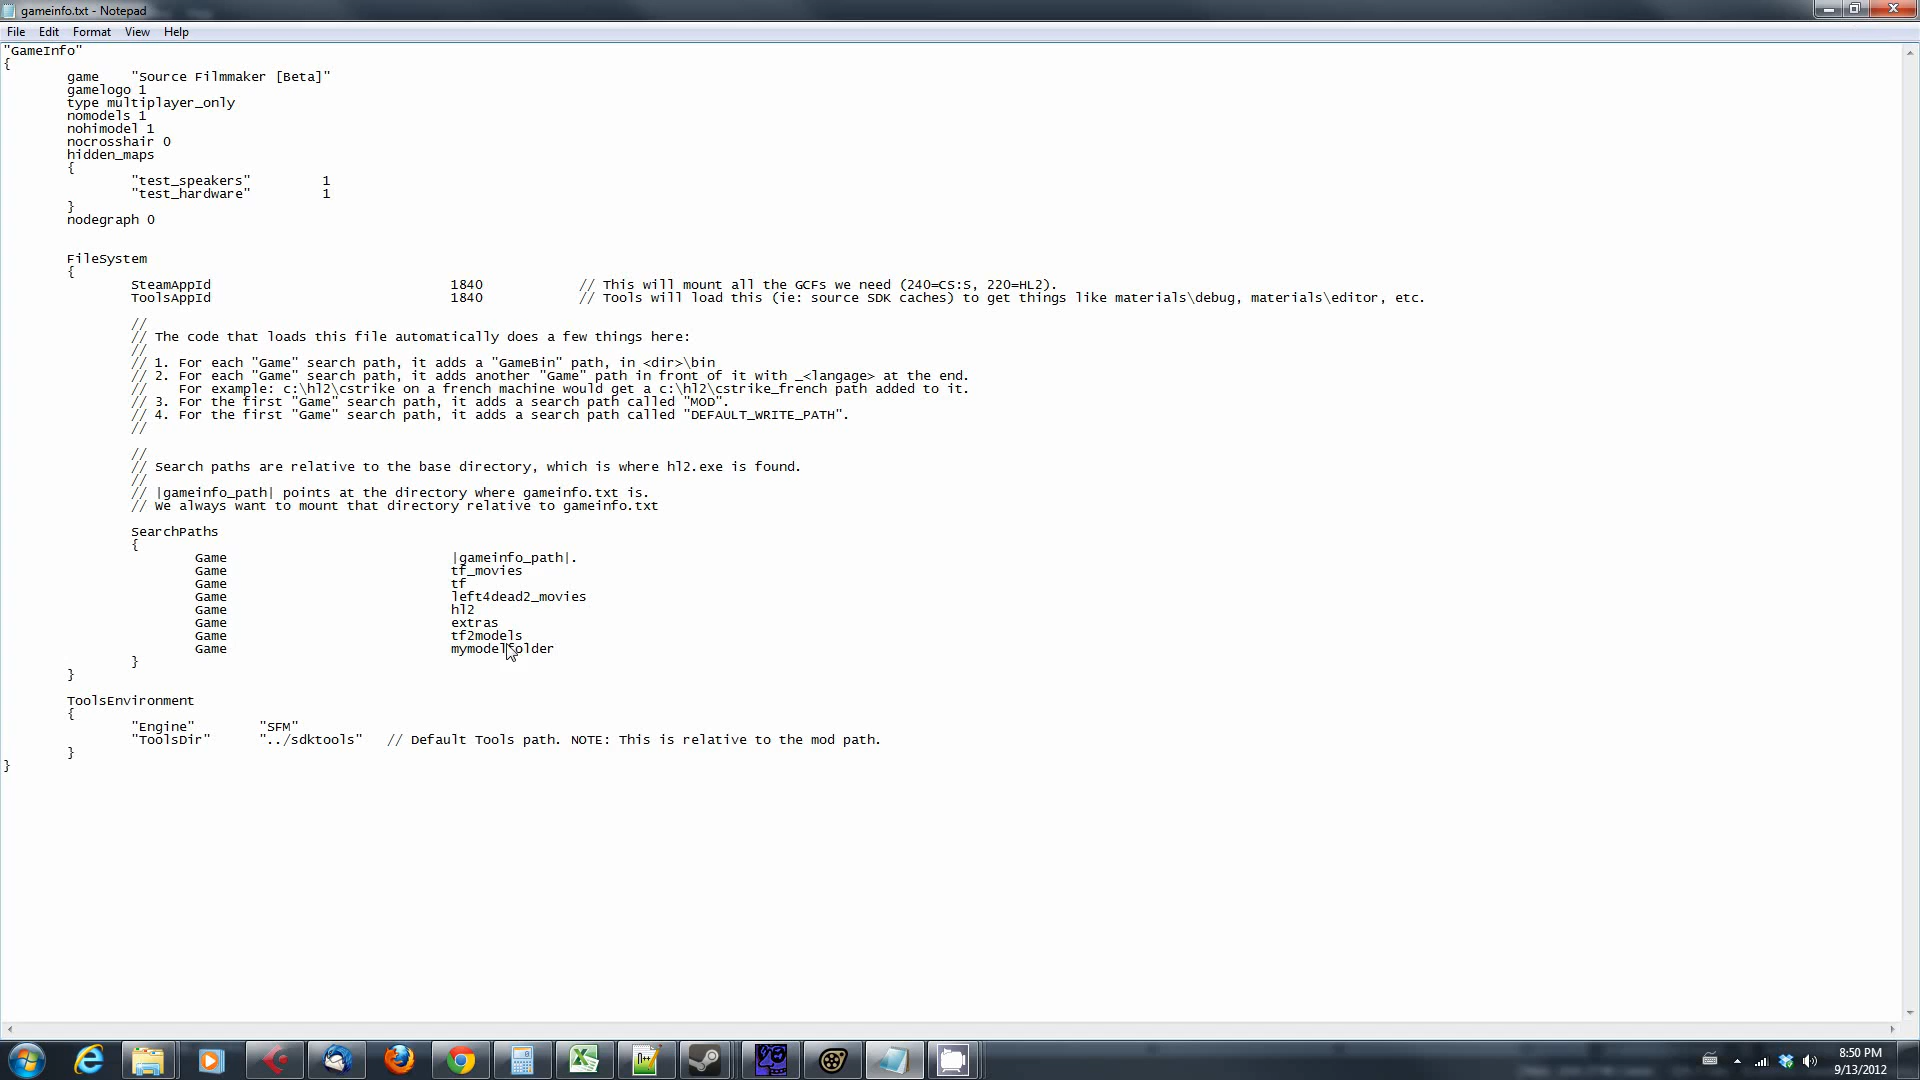 gameinfo.txt - Notepad
File Edit Format View Help
"GameInfo"
{
game "Source Filmmaker [Beta]"
gamelogo 1
type multiplayer_only
nomodels 1
nohimodel 1
nocrosshair 0
hidden_maps
{
"test_speakers" 1
"test_hardware" 1
}
nodegraph 0
FileSystem
{
SteamAppId 1840 // This will mount all the GCFs we need (240=CS:S, 220=HL2).
ToolsAppId 1840 // Tools will load this (ie: source SDK caches) to get things like materials\debug, materials\editor, etc.
//
// The code that loads this file automatically does a few things here:
//
// 1. For each "Game" search path, it adds a "GameBin" path, in <dir>\bin
// 2. For each "Game" search path, it adds another "Game" path in front of it with _<langage> at the end.
// For example: c:\hl2\cstrike on a french machine would get a c:\hl2\cstrike_french path added to it.
// 3. For the first "Game" search path, it adds a search path called "MOD".
// 4. For the first "Game" search path, it adds a search path called "DEFAULT_WRITE_PATH".
//
//
// Search paths are relative to the base directory, which is where hl2.exe is found.
//
// |gameinfo_path| points at the directory where gameinfo.txt is.
// We always want to mount that directory relative to gameinfo.txt
SearchPaths
{
Game |gameinfo_path|.
Game tf_movies
Game tf
Game left4dead2_movies
Game hl2
Game extras
Game tf2models
Game mymodelfolder
}
}
ToolsEnvironment
{
"Engine" "SFM"
"ToolsDir" "../sdktools" // Default Tools path. NOTE: This is relative to the mod path.
}
}
8:50 PM
9/13/2012